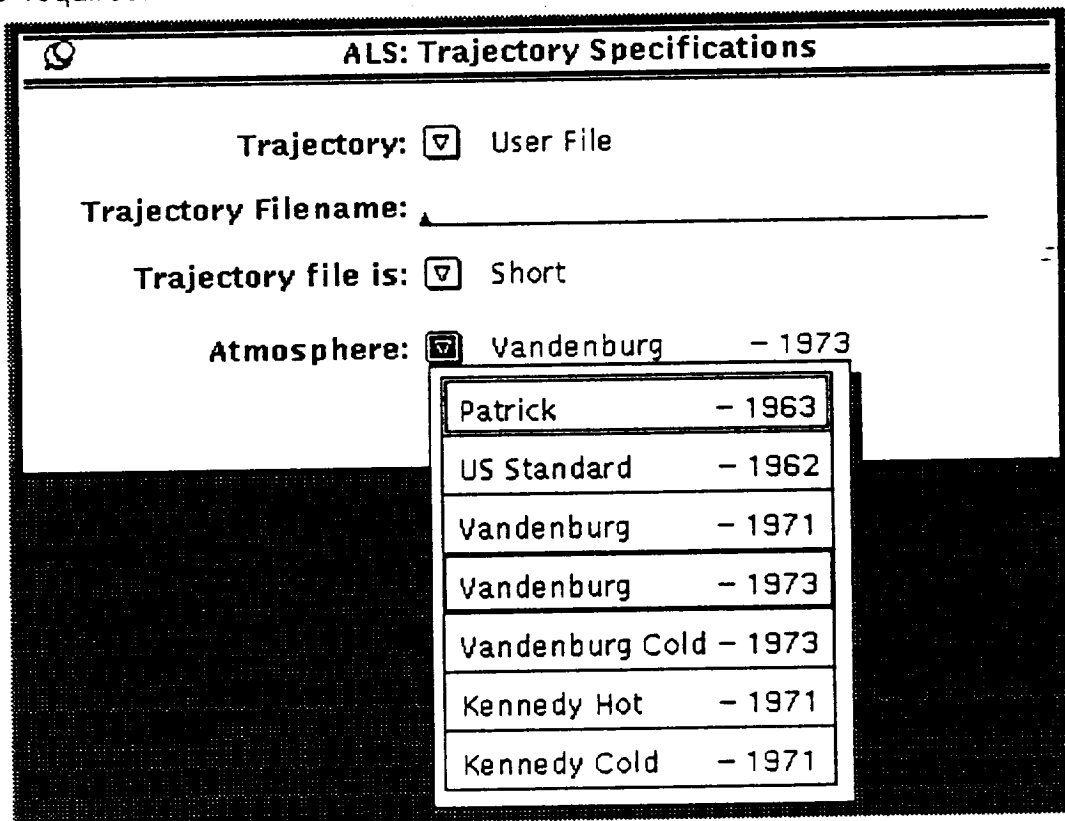 ALS: Trajectory Specifications
Trajectory: User File
Trajectory Filename:
Trajectory file is: Short
Atmosphere: Vandenburg – 1973
Patrick – 1963
US Standard – 1962
Vandenburg – 1971
Vandenburg – 1973
Vandenburg Cold – 1973
Kennedy Hot – 1971
Kennedy Cold – 1971